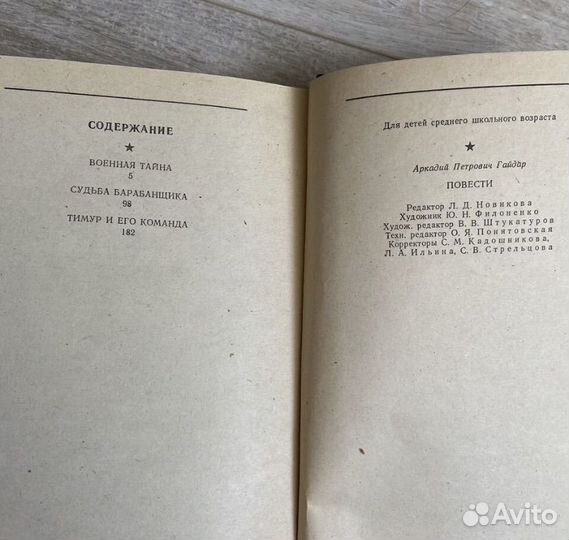 СОДЕРЖАНИЕ
★
ВОЕННАЯ ТАЙНА
5
СУДЬБА БАРАБАНЩИКА
98
ТИМУР И ЕГО КОМАНДА
182
Для детей среднего школьного возраста
★
Аркадий Петрович Гайдар
ПОВЕСТИ
Редактор Л. Д. Новикова
Художник Ю. Н. Филоненко
Худож. редактор В. В. Штукатуров
Техн. редактор О. Я. Понятовская
Корректоры С. М. Кадошникова,
Л. А. Ильина, С. В. Стрельцова
Avito